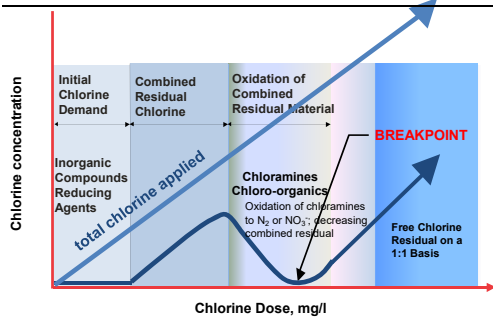 Initial
Chlorine
Demand
Combined
Residual
Chlorine
Oxidation of
Combined
Residual Material
BREAKPOINT
Inorganic
Compounds
Reducing
Agents
total chlorine applied
Chloramines
Chloro-organics
Oxidation of chloramines
to N₂ or NO₃⁻; decreasing
combined residual
Free Chlorine
Residual on a
1:1 Basis
Chlorine concentration
Chlorine Dose, mg/l